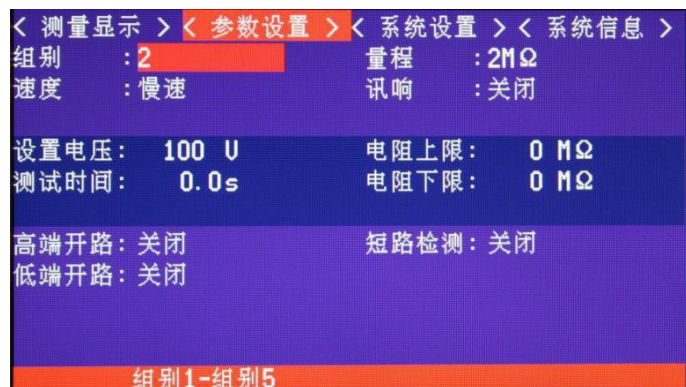 < 测量显示 > < 参数设置 > < 系统设置 > < 系统信息 >
组别 :2 量程 :2MΩ
速度 :慢速 讯响 :关闭
设置电压: 100 V 电阻上限: 0 MΩ
测试时间: 0.0s 电阻下限: 0 MΩ
高端开路:关闭 短路检测:关闭
低端开路:关闭
组别1-组别5